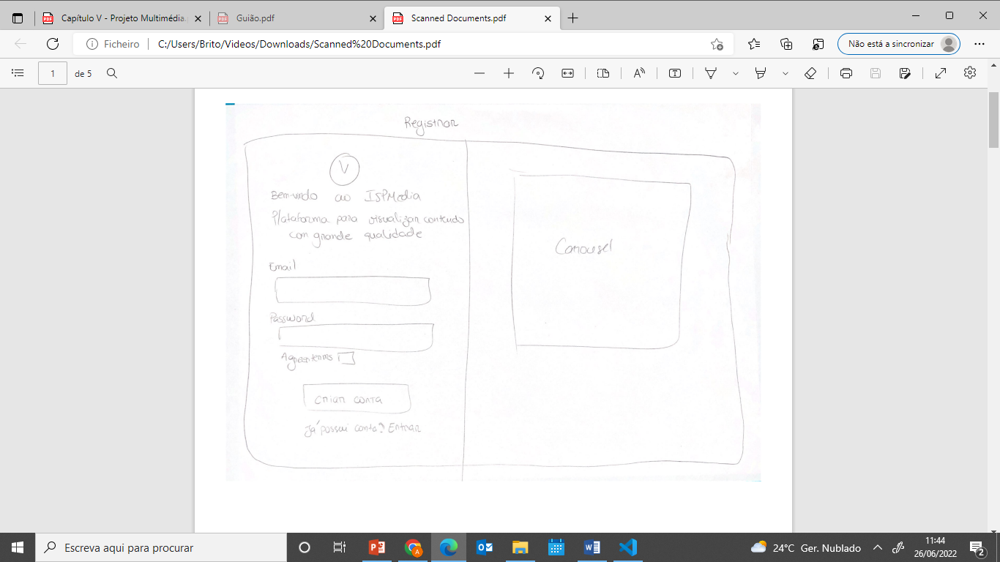 Capítulo V - Projeto Multimédia.
Guião.pdf
Scanned Documents.pdf
Ficheiro
C:/Users/Brito/Videos/Downloads/Scanned%20Documents.pdf
Não está a sincronizar
1
de 5
Registrar
V
Bem-vindo ao ISPMedia
Plataforma para visualizar conteudo
com grande qualidade
Email
Password
Agree terms
Criar conta
Já possui conta? Entrar
Carousel
Escreva aqui para procurar
24°C Ger. Nublado
11:44
26/06/2022
2